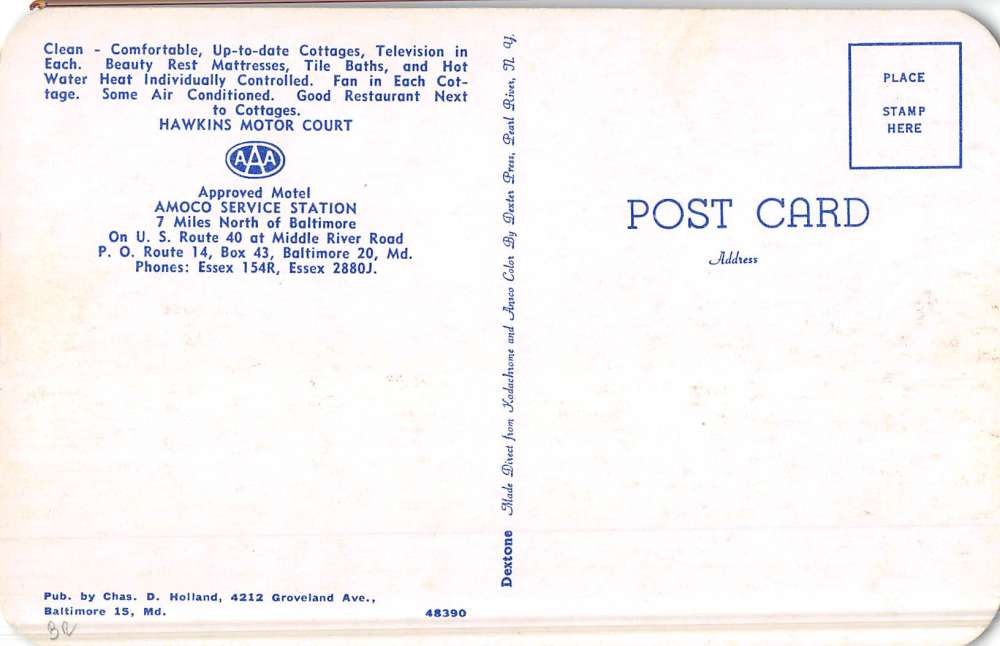 Clean - Comfortable, Up-to-date Cottages, Television in
Each. Beauty Rest Mattresses, Tile Baths, and Hot
Water Heat Individually Controlled. Fan in Each Cot-
tage. Some Air Conditioned. Good Restaurant Next
to Cottages.
HAWKINS MOTOR COURT
AAA
Approved Motel
AMOCO SERVICE STATION
7 Miles North of Baltimore
On U. S. Route 40 at Middle River Road
P. O. Route 14, Box 43, Baltimore 20, Md.
Phones: Essex 154R, Essex 2880J.
Pub. by Chas. D. Holland, 4212 Groveland Ave.,
Baltimore 15, Md.
48390
BR
Dextone Made Direct from Kodachrome and Ansco Color By Dexter Press, Pearl River, N. Y.
PLACE
STAMP
HERE
POST CARD
Address